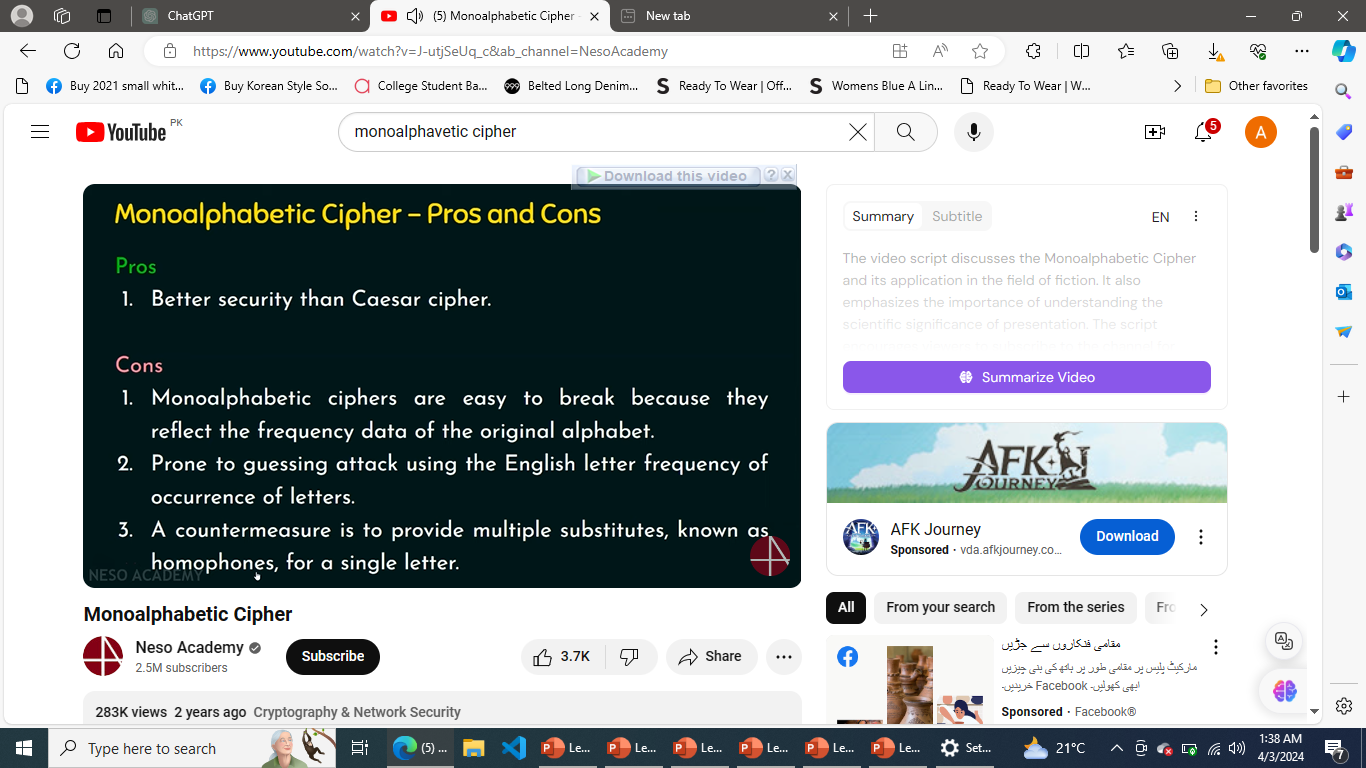 ChatGPT
(5) Monoalphabetic Cipher -
New tab
https://www.youtube.com/watch?v=J-utjSeUq_c&ab_channel=NesoAcademy
Buy 2021 small whit...
Buy Korean Style So...
College Student Ba...
Belted Long Denim...
Ready To Wear | Off...
Womens Blue A Lin...
Ready To Wear | W...
Other favorites
YouTube PK
monoalphavetic cipher
5
A
Download this video ?
Monoalphabetic Cipher – Pros and Cons
Pros
1. Better security than Caesar cipher.
Cons
1. Monoalphabetic ciphers are easy to break because they
reflect the frequency data of the original alphabet.
2. Prone to guessing attack using the English letter frequency of
occurrence of letters.
3. A countermeasure is to provide multiple substitutes, known as
homophones, for a single letter.
NESO ACADEMY
Summary Subtitle EN
The video script discusses the Monoalphabetic Cipher
and its application in the field of fiction. It also
emphasizes the importance of understanding the
scientific significance of presentation. The script
Summarize Video
AFK JOURNEY
AFK Journey
Sponsored · vda.afkjourney.co...
Download
Monoalphabetic Cipher
Neso Academy
2.5M subscribers
Subscribe
3.7K
Share
283K views 2 years ago Cryptography & Network Security
All
From your search
From the series
Fro
مقامی فنکاروں سے جڑیں
مارکیٹ پلیس پر مقامی طور پر ہاتھ کی بنی چیزیں
خریدیں۔ Facebook ابھی کھولیں۔
Sponsored · Facebook®
Type here to search
(5) ...
Le...
Le...
Le...
Le...
Le...
Le...
Set...
21°C
1:38 AM
4/3/2024
7